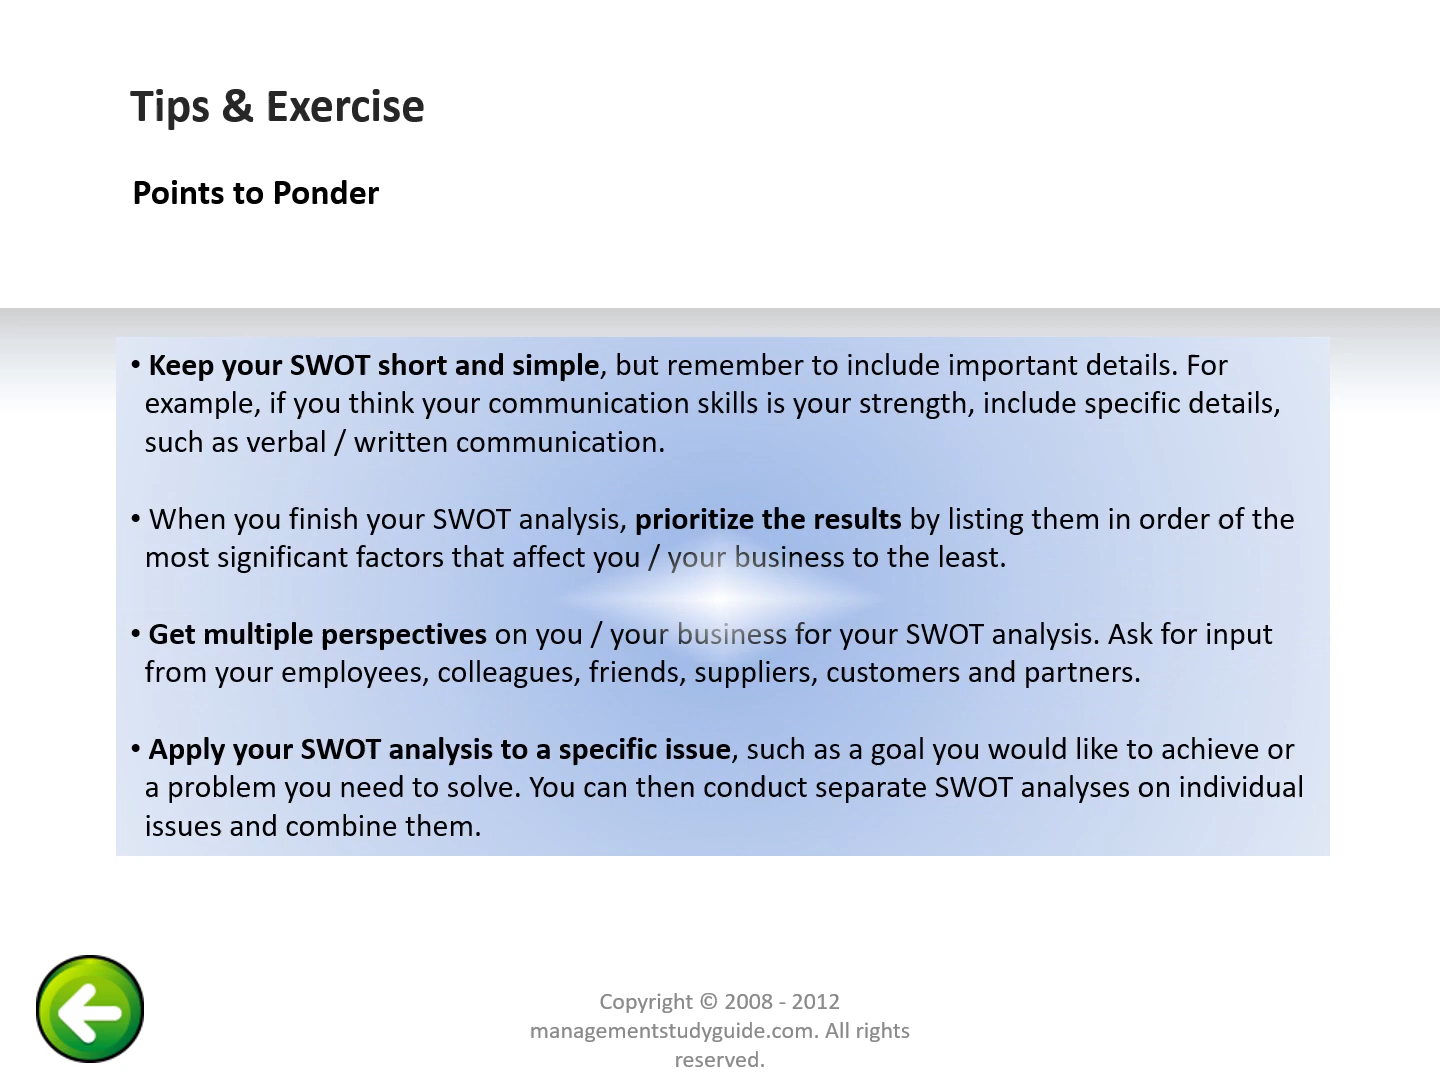 Tips & Exercise
Points to Ponder
• Keep your SWOT short and simple, but remember to include important details. For
example, if you think your communication skills is your strength, include specific details,
such as verbal / written communication.
• When you finish your SWOT analysis, prioritize the results by listing them in order of the
most significant factors that affect you / your business to the least.
• Get multiple perspectives on you / your business for your SWOT analysis. Ask for input
from your employees, colleagues, friends, suppliers, customers and partners.
• Apply your SWOT analysis to a specific issue, such as a goal you would like to achieve or
a problem you need to solve. You can then conduct separate SWOT analyses on individual
issues and combine them.
Copyright © 2008 - 2012
managementstudyguide.com. All rights
reserved.